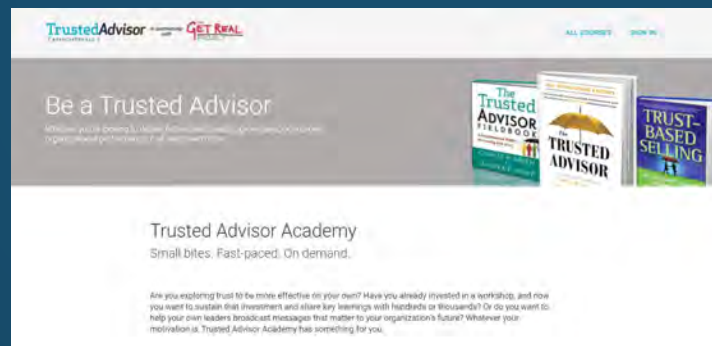 TrustedAdvisor
GET REAL
ALL COURSES SIGN IN
Be a Trusted Advisor
The
Trusted
ADVISOR
FIELDBOOK
The
TRUSTED
ADVISOR
TRUST-
BASED
SELLING
Trusted Advisor Academy
Small bites. Fast-paced. On demand.
Are you exploring trust to be more effective on your own? Have you already invested in a workshop, and now
you want to sustain that investment and share key learnings with hundreds or thousands? Or do you want to
help your own leaders broadcast messages that matter to your organization's future? Whatever your
motivation is, Trusted Advisor Academy has something for you.